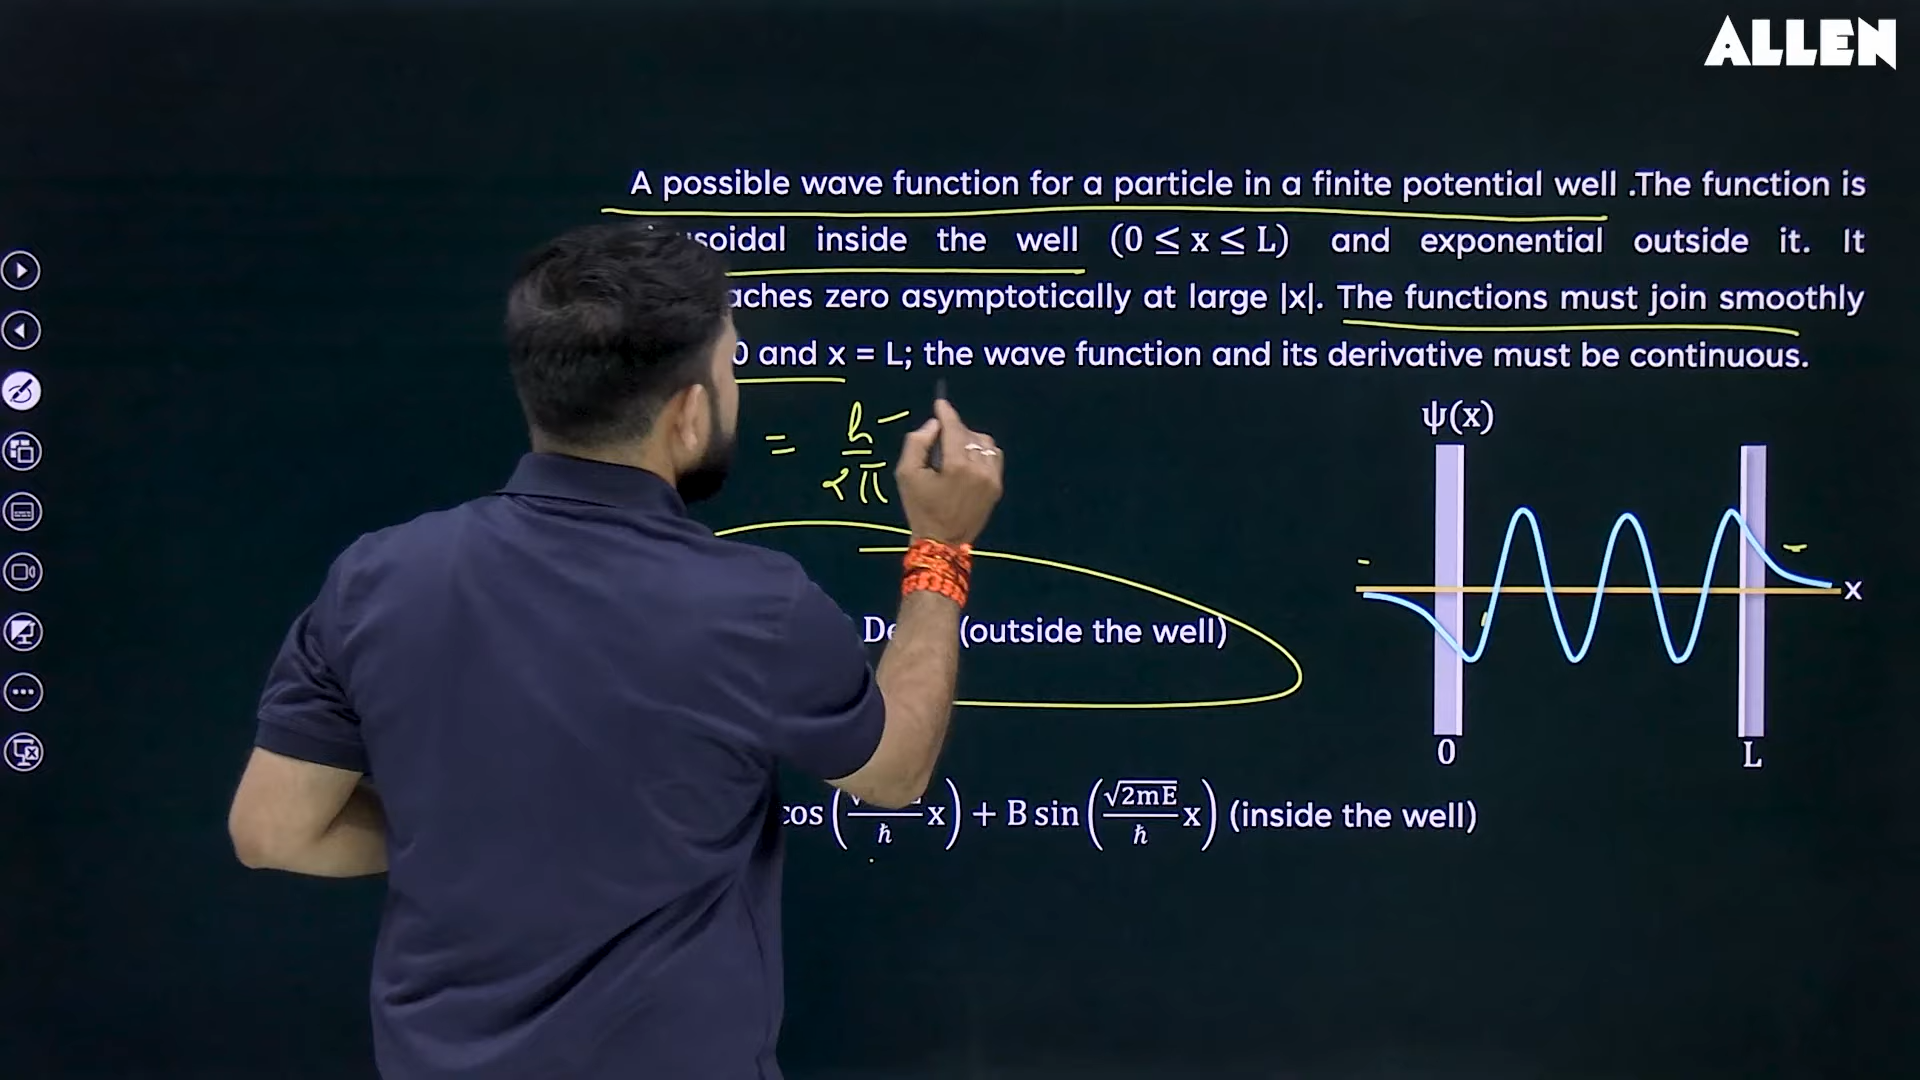 ALLEN
A possible wave function for a particle in a finite potential well .The function is
soidal inside the well (0 ≤ x ≤ L) and exponential outside it. It
aches zero asymptotically at large |x|. The functions must join smoothly
0 and x = L; the wave function and its derivative must be continuous.
= h / 2π
ψ(x)
x
(outside the well)
0 L
cos( x / ħ) + B sin(√2mE / ħ x) (inside the well)